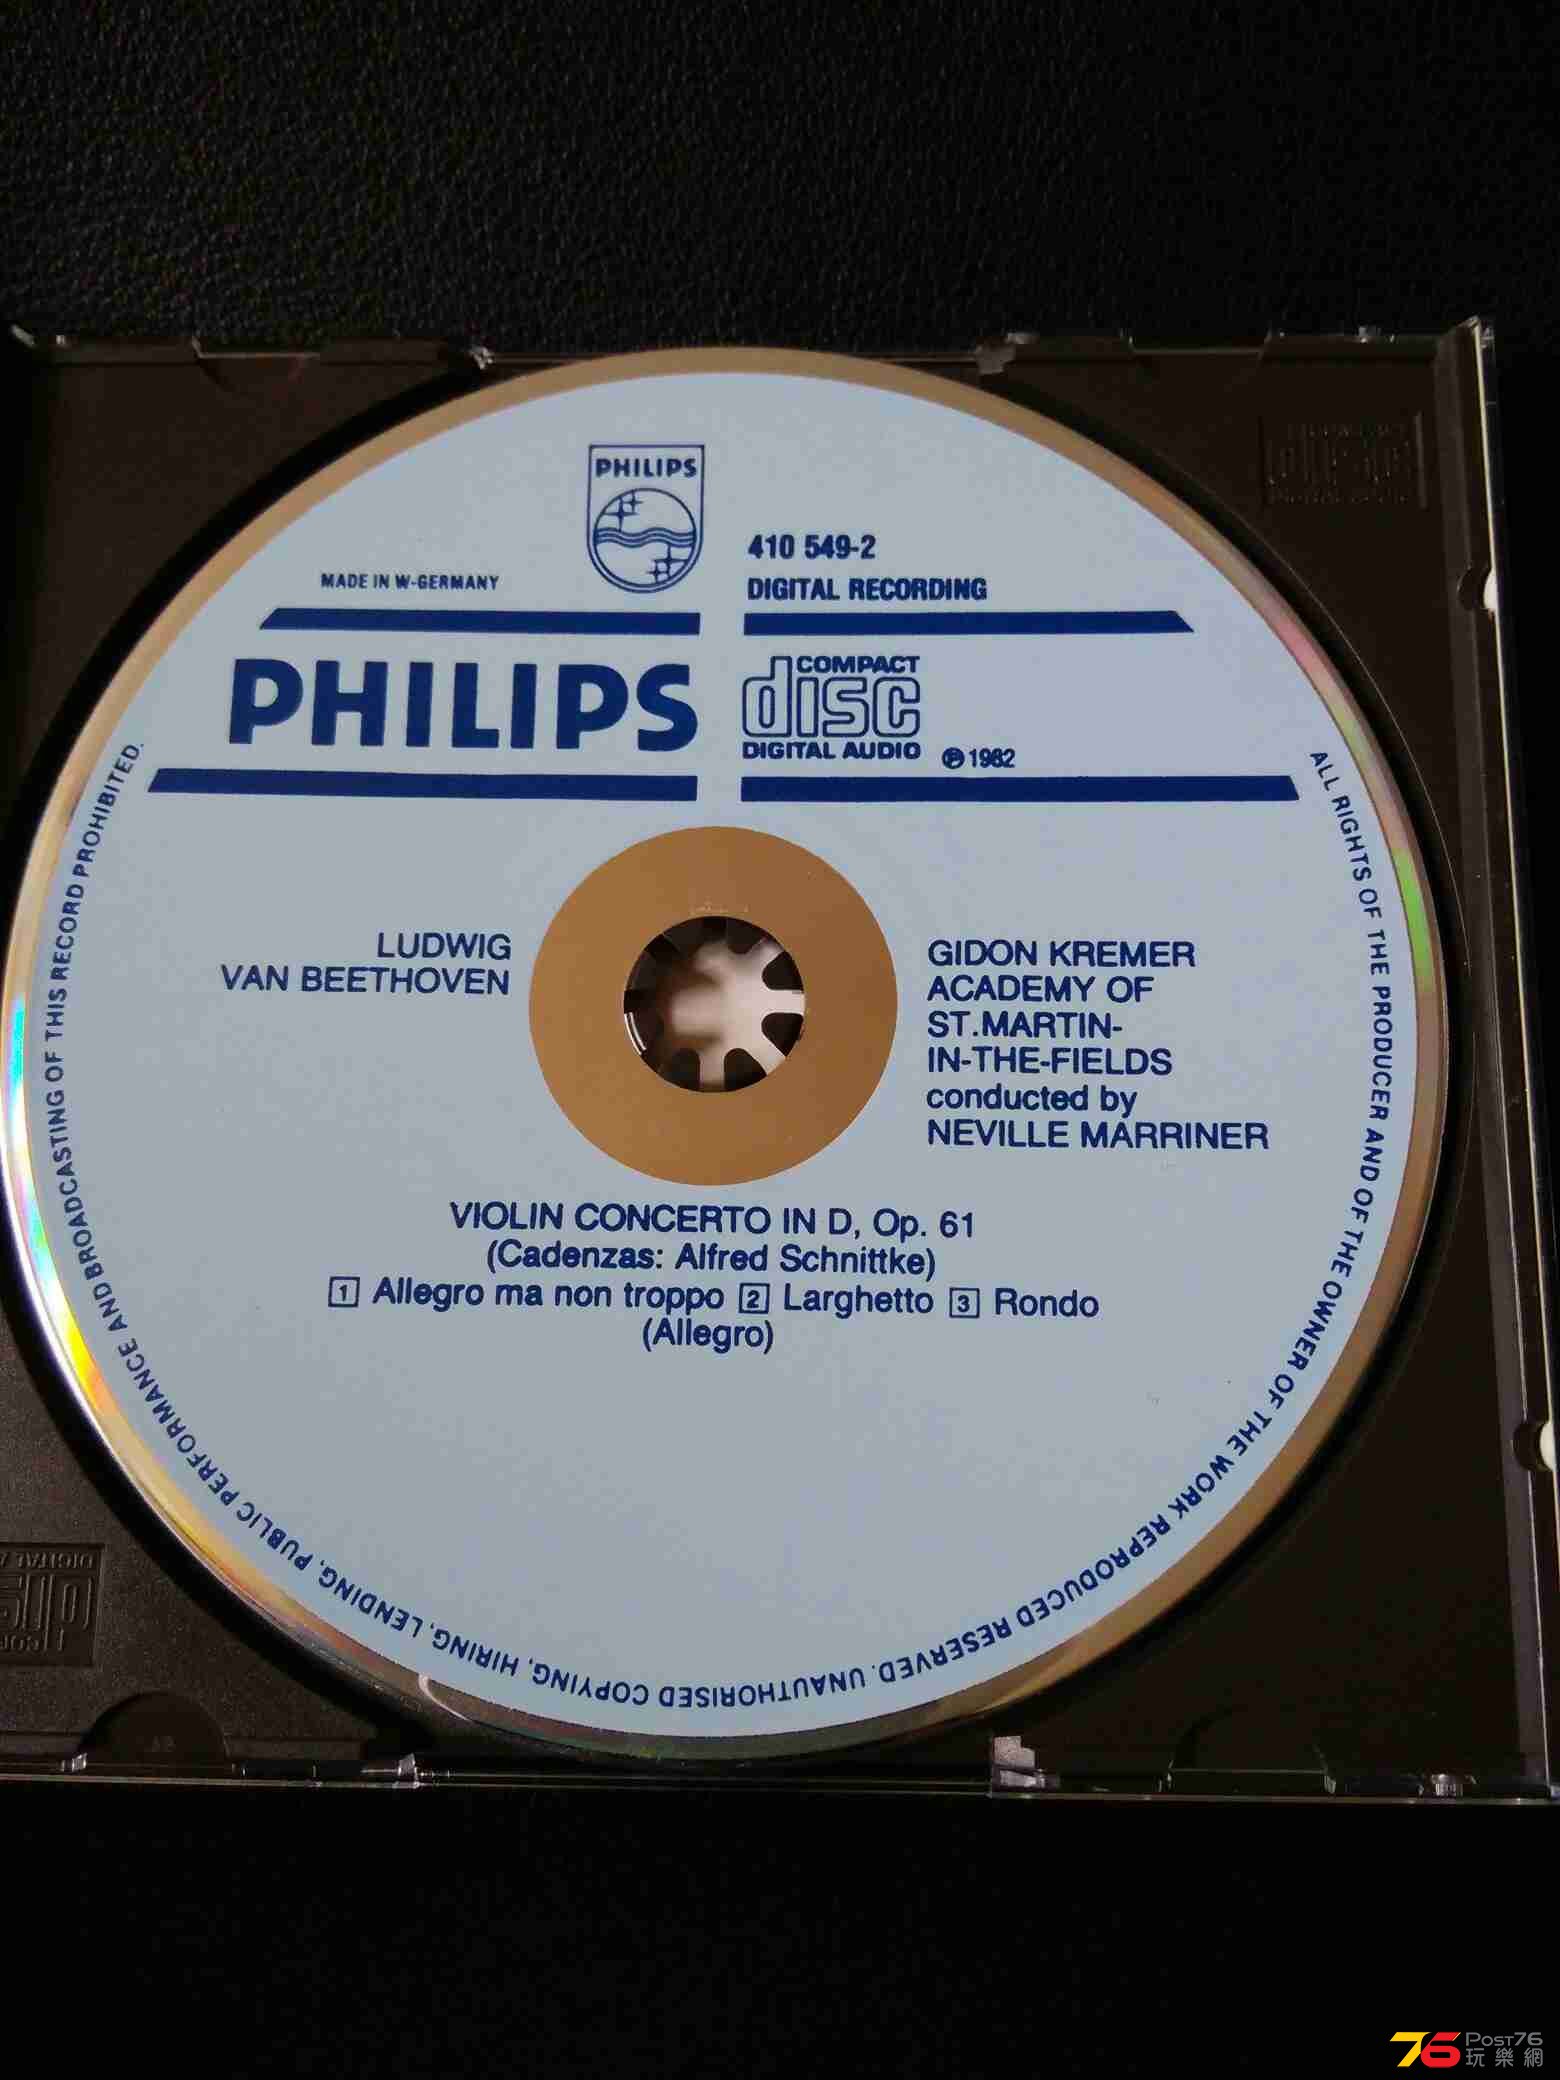 PHILIPS
410 549-2
MADE IN W-GERMANY
DIGITAL RECORDING
PHILIPS
COMPACT
disc
DIGITAL AUDIO
℗ 1982
LUDWIG
VAN BEETHOVEN
GIDON KREMER
ACADEMY OF
ST.MARTIN-
IN-THE-FIELDS
conducted by
NEVILLE MARRINER
VIOLIN CONCERTO IN D, Op. 61
(Cadenzas: Alfred Schnittke)
1 Allegro ma non troppo 2 Larghetto 3 Rondo
(Allegro)
ALL RIGHTS OF THE PRODUCER AND OF THE OWNER OF THE WORK REPRODUCED RESERVED. UNAUTHORISED COPYING, HIRING, LENDING, PUBLIC PERFORMANCE AND BROADCASTING OF THIS RECORD PROHIBITED.
COMPACT
disc
DIGITAL AUDIO
76 POST76
玩樂網